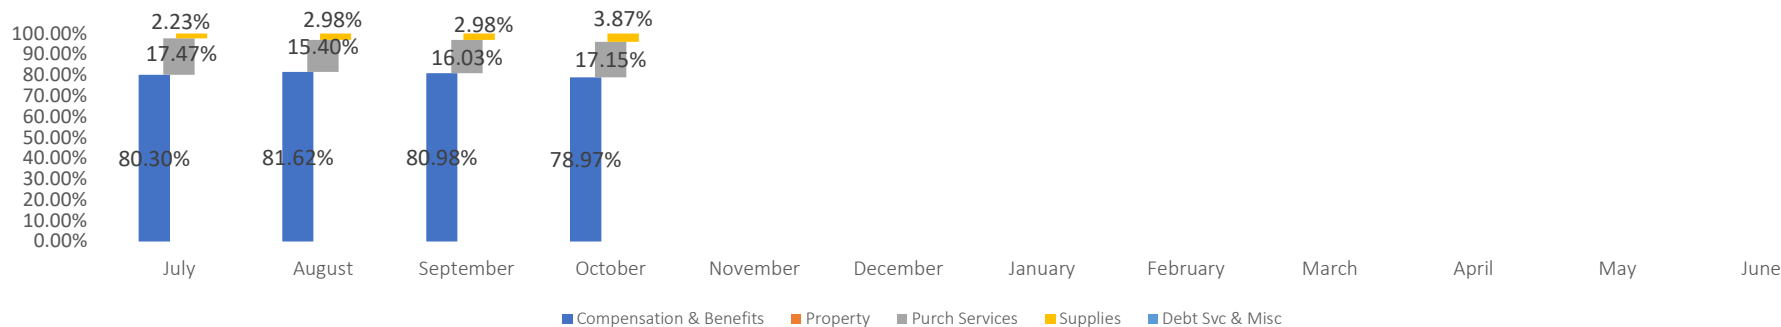 2.23% 2.98% 2.98% 3.87%
100.00%
90.00%
17.47% 15.40% 16.03% 17.15%
80.00%
70.00%
60.00%
50.00%
40.00%
80.30% 81.62% 80.98% 78.97%
30.00%
20.00%
10.00%
0.00%
July August September October November December January February March April May June
Compensation & Benefits Property Purch Services Supplies Debt Svc & Misc